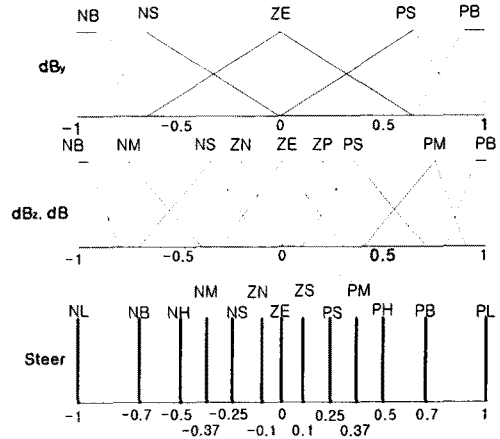 NB NS ZE PS PB
dBy
-1 -0.5 0 0.5 1
NB NM NS ZN ZE ZP PS PM PB
dBz, dB
-1 -0.5 0 0.5 1
NM ZN ZS PM
NL NB NH NS ZE PS PH PB PL
Steer
-1 -0.7 -0.5 -0.25 0 0.25 0.5 0.7 1
-0.37 -0.1 0.1 0.37